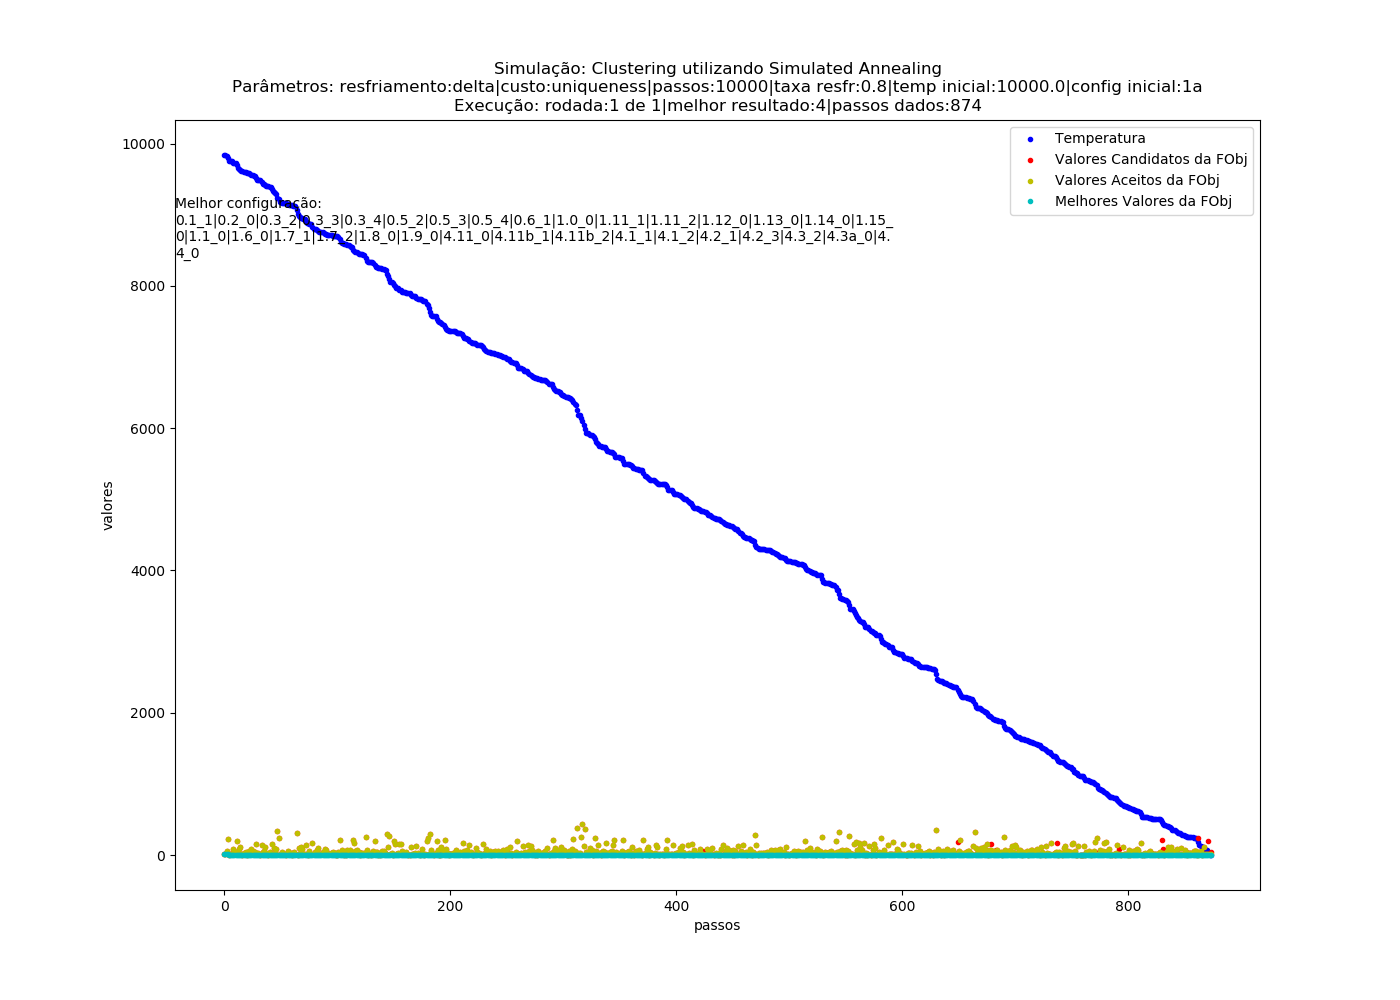 Simulação: Clustering utilizando Simulated Annealing
Parâmetros: resfriamento:delta|custo:uniqueness|passos:10000|taxa resfr:0.8|temp inicial:10000.0|config inicial:1a
Execução: rodada:1 de 1|melhor resultado:4|passos dados:874
Temperatura
Valores Candidatos da FObj
Valores Aceitos da FObj
Melhores Valores da FObj
Melhor configuração:
0.1_1|0.2_0|0.3_2|0.3_3|0.3_4|0.5_2|0.5_3|0.5_4|0.6_1|1.0_0|1.11_1|1.11_2|1.12_0|1.13_0|1.14_0|1.15_
0|1.1_0|1.6_0|1.7_1|1.7_2|1.8_0|1.9_0|4.11_0|4.11b_1|4.11b_2|4.1_1|4.1_2|4.2_1|4.2_3|4.3_2|4.3a_0|4.
4_0
10000
8000
6000
4000
2000
0
valores
0 200 400 600 800
passos